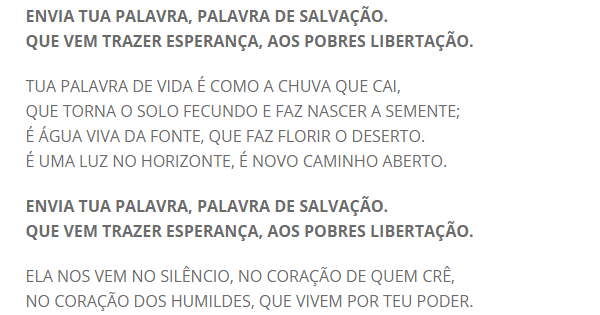 ENVIA TUA PALAVRA, PALAVRA DE SALVAÇÃO.
QUE VEM TRAZER ESPERANÇA, AOS POBRES LIBERTAÇÃO.
TUA PALAVRA DE VIDA É COMO A CHUVA QUE CAI,
QUE TORNA O SOLO FECUNDO E FAZ NASCER A SEMENTE;
É ÁGUA VIVA DA FONTE, QUE FAZ FLORIR O DESERTO.
É UMA LUZ NO HORIZONTE, É NOVO CAMINHO ABERTO.
ENVIA TUA PALAVRA, PALAVRA DE SALVAÇÃO.
QUE VEM TRAZER ESPERANÇA, AOS POBRES LIBERTAÇÃO.
ELA NOS VEM NO SILÊNCIO, NO CORAÇÃO DE QUEM CRÊ,
NO CORAÇÃO DOS HUMILDES, QUE VIVEM POR TEU PODER.